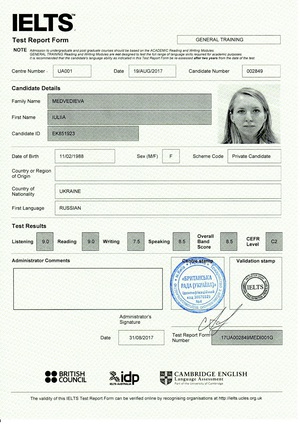 IELTS™
Test Report Form
GENERAL TRAINING
NOTE Admission to undergraduate and post graduate courses should be based on the ACADEMIC Reading and Writing Modules.
GENERAL TRAINING Reading and Writing Modules are not designed to test the full range of language skills required for academic purposes.
It is recommended that the candidate's language ability as indicated in this Test Report Form be re-assessed after two years from the date of the test.
Centre Number UA001 Date 19/AUG/2017 Candidate Number 002849
Candidate Details
Family Name MEDVEDIEVA
First Name IULIIA
Candidate ID EK851923
Date of Birth 11/02/1988 Sex (M/F) F Scheme Code Private Candidate
Country or Region
of Origin
Country of
Nationality UKRAINE
First Language RUSSIAN
Test Results
Listening 9.0 Reading 9.0 Writing 7.5 Speaking 8.5 Overall Band Score 8.5 CEFR Level C2
Administrator Comments Centre stamp Validation stamp
БРИТАНСЬКА
РАДА (УКРАЇНА)
IELTS
Administrator's
Signature
Date 31/08/2017 Test Report Form
Number 17UA002849MEDI001G
BRITISH
COUNCIL
idp
IELTS AUSTRALIA
CAMBRIDGE ENGLISH
Language Assessment
Part of the University of Cambridge
The validity of this IELTS Test Report Form can be verified online by recognising organisations at http://ielts.ucles.org.uk